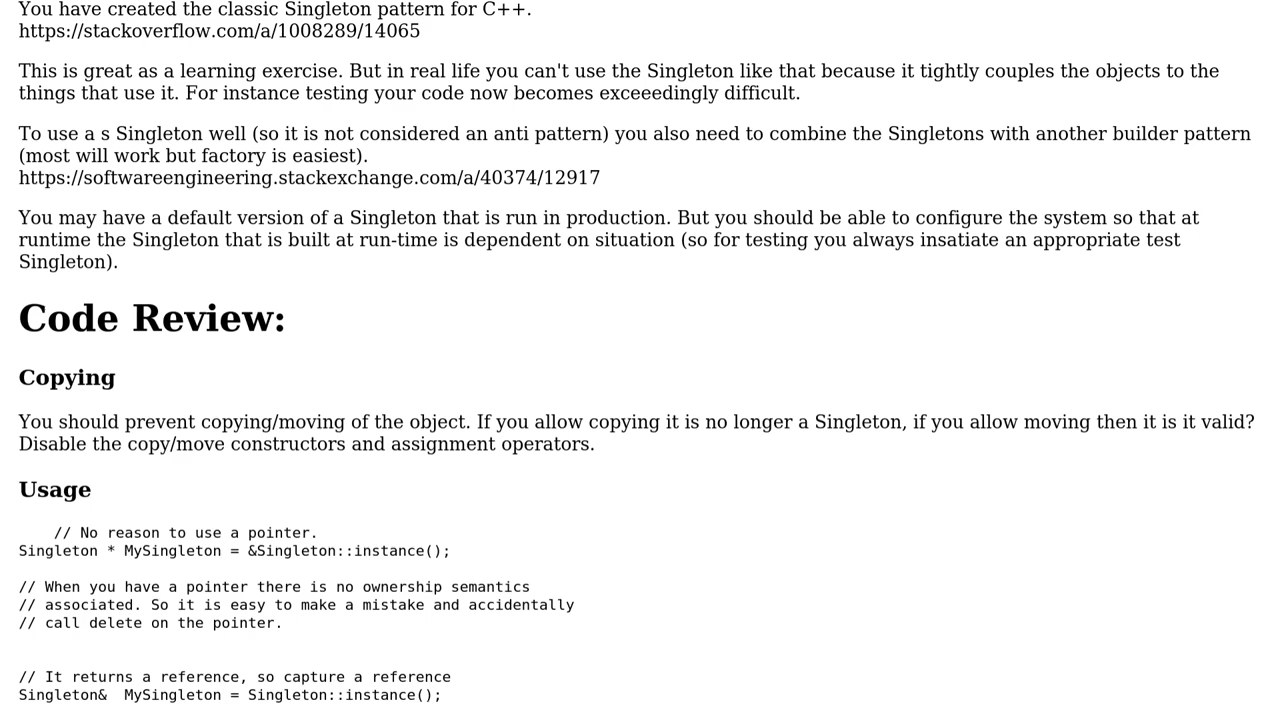 You have created the classic Singleton pattern for C++.
https://stackoverflow.com/a/1008289/14065
This is great as a learning exercise. But in real life you can't use the Singleton like that because it tightly couples the objects to the
things that use it. For instance testing your code now becomes exceeedingly difficult.
To use a s Singleton well (so it is not considered an anti pattern) you also need to combine the Singletons with another builder pattern
(most will work but factory is easiest).
https://softwareengineering.stackexchange.com/a/40374/12917
You may have a default version of a Singleton that is run in production. But you should be able to configure the system so that at
runtime the Singleton that is built at run-time is dependent on situation (so for testing you always insatiate an appropriate test
Singleton).
Code Review:
Copying
You should prevent copying/moving of the object. If you allow copying it is no longer a Singleton, if you allow moving then it is it valid?
Disable the copy/move constructors and assignment operators.
Usage
// No reason to use a pointer.
Singleton * MySingleton = &Singleton::instance();
// When you have a pointer there is no ownership semantics
// associated. So it is easy to make a mistake and accidentally
// call delete on the pointer.
// It returns a reference, so capture a reference
Singleton&  MySingleton = Singleton::instance();